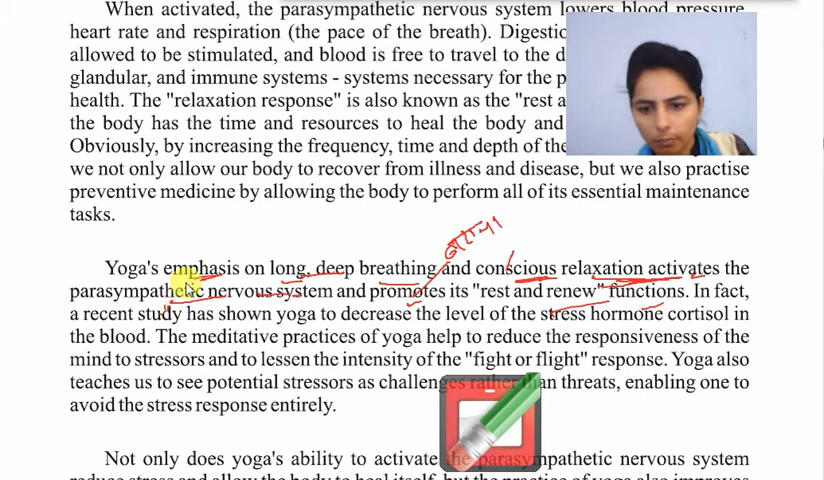 When activated, the parasympathetic nervous system lowers blood pressure,
heart rate and respiration (the pace of the breath). Digestio
allowed to be stimulated, and blood is free to travel to the d
glandular, and immune systems - systems necessary for the p
health. The "relaxation response" is also known as the "rest a
the body has the time and resources to heal the body and
Obviously, by increasing the frequency, time and depth of the
we not only allow our body to recover from illness and disease, but we also practise
preventive medicine by allowing the body to perform all of its essential maintenance
tasks.
Yoga's emphasis on long, deep breathing and conscious relaxation activates the
parasympathetic nervous system and promotes its "rest and renew" functions. In fact,
a recent study has shown yoga to decrease the level of the stress hormone cortisol in
the blood. The meditative practices of yoga help to reduce the responsiveness of the
mind to stressors and to lessen the intensity of the "fight or flight" response. Yoga also
teaches us to see potential stressors as challenges rather than threats, enabling one to
avoid the stress response entirely.
Not only does yoga's ability to activate the parasympathetic nervous system